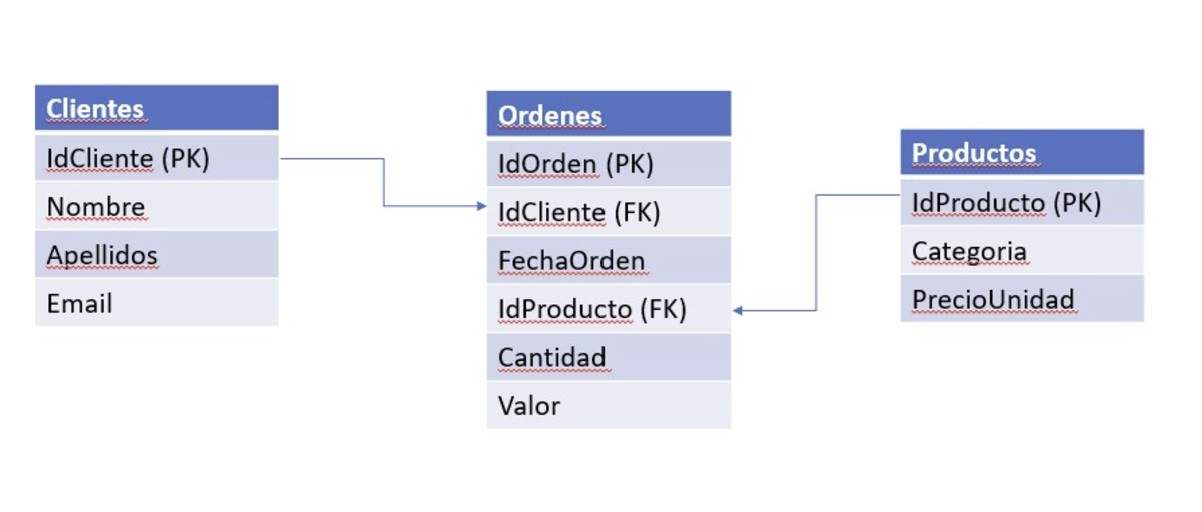 Clientes
IdCliente (PK)
Nombre
Apellidos
Email
Ordenes
IdOrden (PK)
IdCliente (FK)
FechaOrden
IdProducto (FK)
Cantidad
Valor
Productos
IdProducto (PK)
Categoria
PrecioUnidad